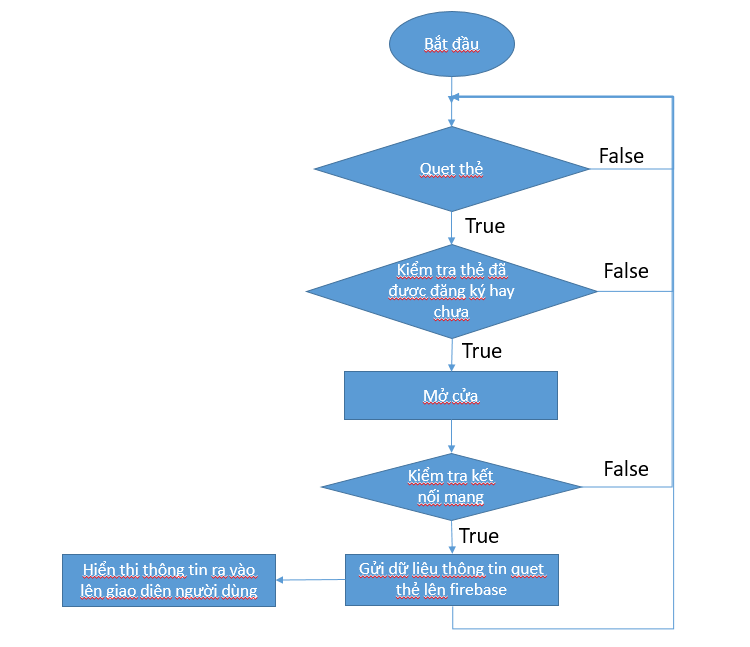 Bắt đầu
Quẹt thẻ
False
True
Kiểm tra thẻ đã
được đăng ký hay
chưa
False
True
Mở cửa
Kiểm tra kết
nối mạng
False
True
Hiển thị thông tin ra vào
lên giao diện người dùng
Gửi dữ liệu thông tin quẹt
thẻ lên firebase